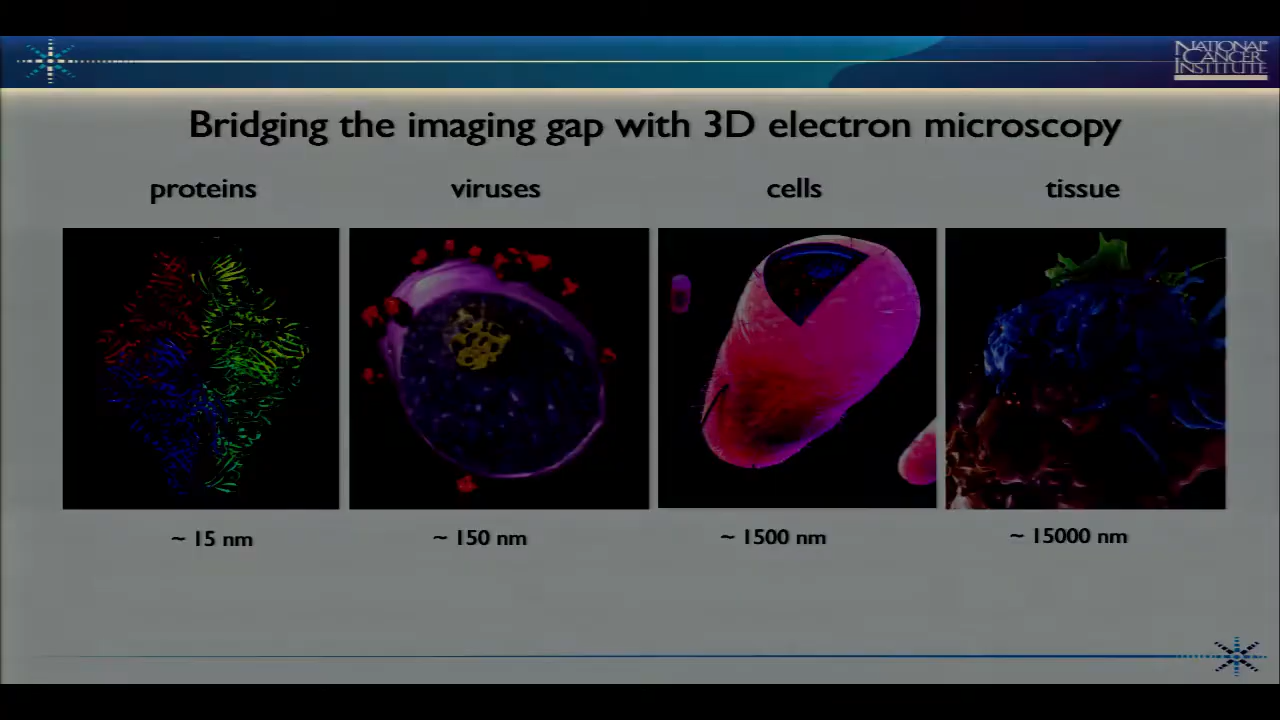 NATIONAL
CANCER
INSTITUTE
Bridging the imaging gap with 3D electron microscopy
proteins
viruses
cells
tissue
~ 15 nm
~ 150 nm
~ 1500 nm
~ 15000 nm